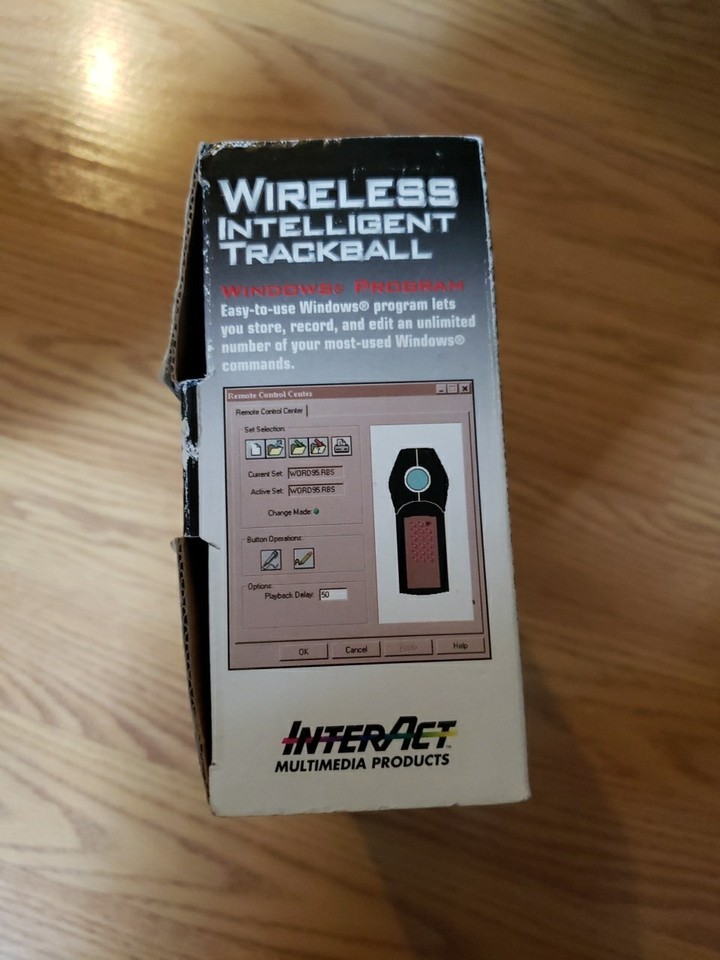 WIRELESS
INTELLIGENT
TRACKBALL
WINDOWS® PROGRAM
Easy-to-use Windows® program lets
you store, record, and edit an unlimited
number of your most-used Windows®
commands.
Remote Control Center
Remote Control Center
Set Selection:
Current Set: WORD95.RBS
Active Set: WORD95.RBS
Change Made:
Button Operations:
Options:
Playback Delay: 50
OK Cancel Apply Help
INTERACT™
MULTIMEDIA PRODUCTS